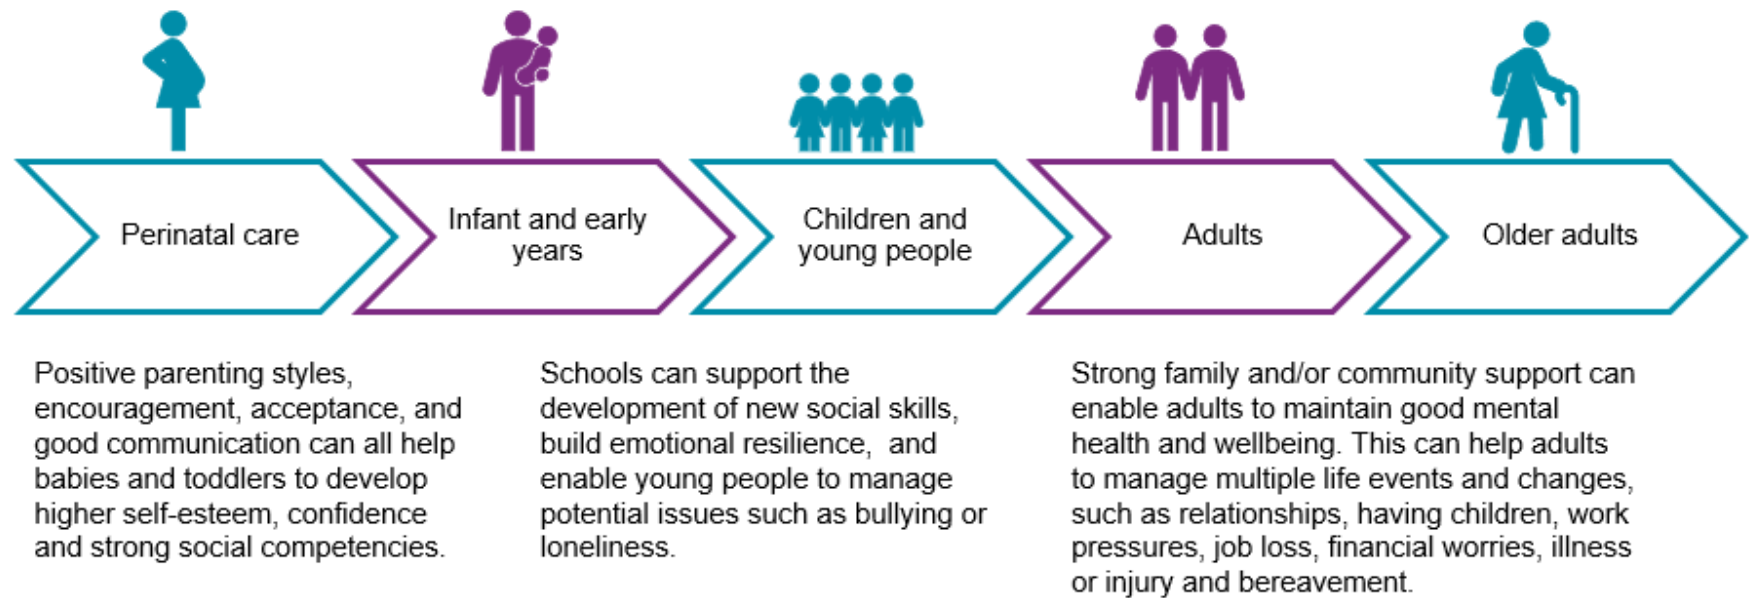 Perinatal care
Infant and early
years
Children and
young people
Adults
Older adults
Positive parenting styles,
encouragement, acceptance, and
good communication can all help
babies and toddlers to develop
higher self-esteem, confidence
and strong social competencies.
Schools can support the
development of new social skills,
build emotional resilience,  and
enable young people to manage
potential issues such as bullying or
loneliness.
Strong family and/or community support can
enable adults to maintain good mental
health and wellbeing. This can help adults
to manage multiple life events and changes,
such as relationships, having children, work
pressures, job loss, financial worries, illness
or injury and bereavement.